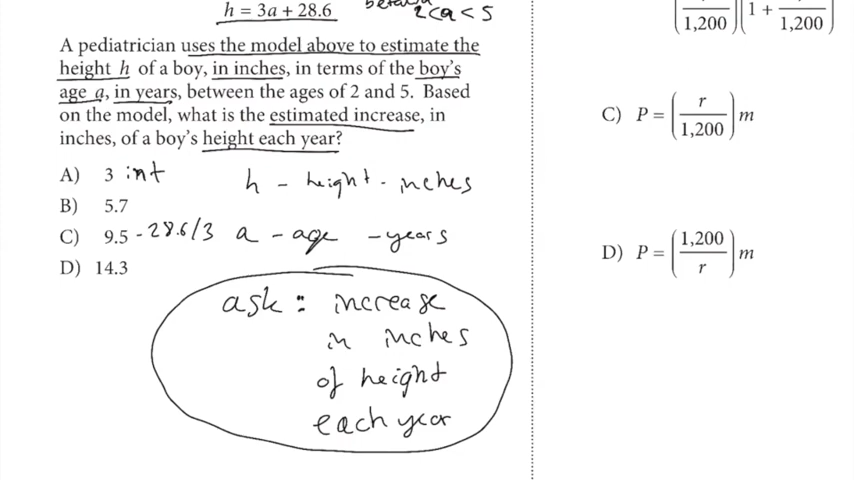 h = 3a + 28.6
2 < a < 5
A pediatrician uses the model above to estimate the
height h of a boy, in inches, in terms of the boy's
age a, in years, between the ages of 2 and 5. Based
on the model, what is the estimated increase, in
inches, of a boy's height each year?
A) 3 int
B) 5.7
C) 9.5 - 28.6/3
D) 14.3
h - height - inches
a - age - years
ask : increase
in inches
of height
each year
1,200 1 + 1,200
C) P = (r/1,200) m
D) P = (1,200/r) m